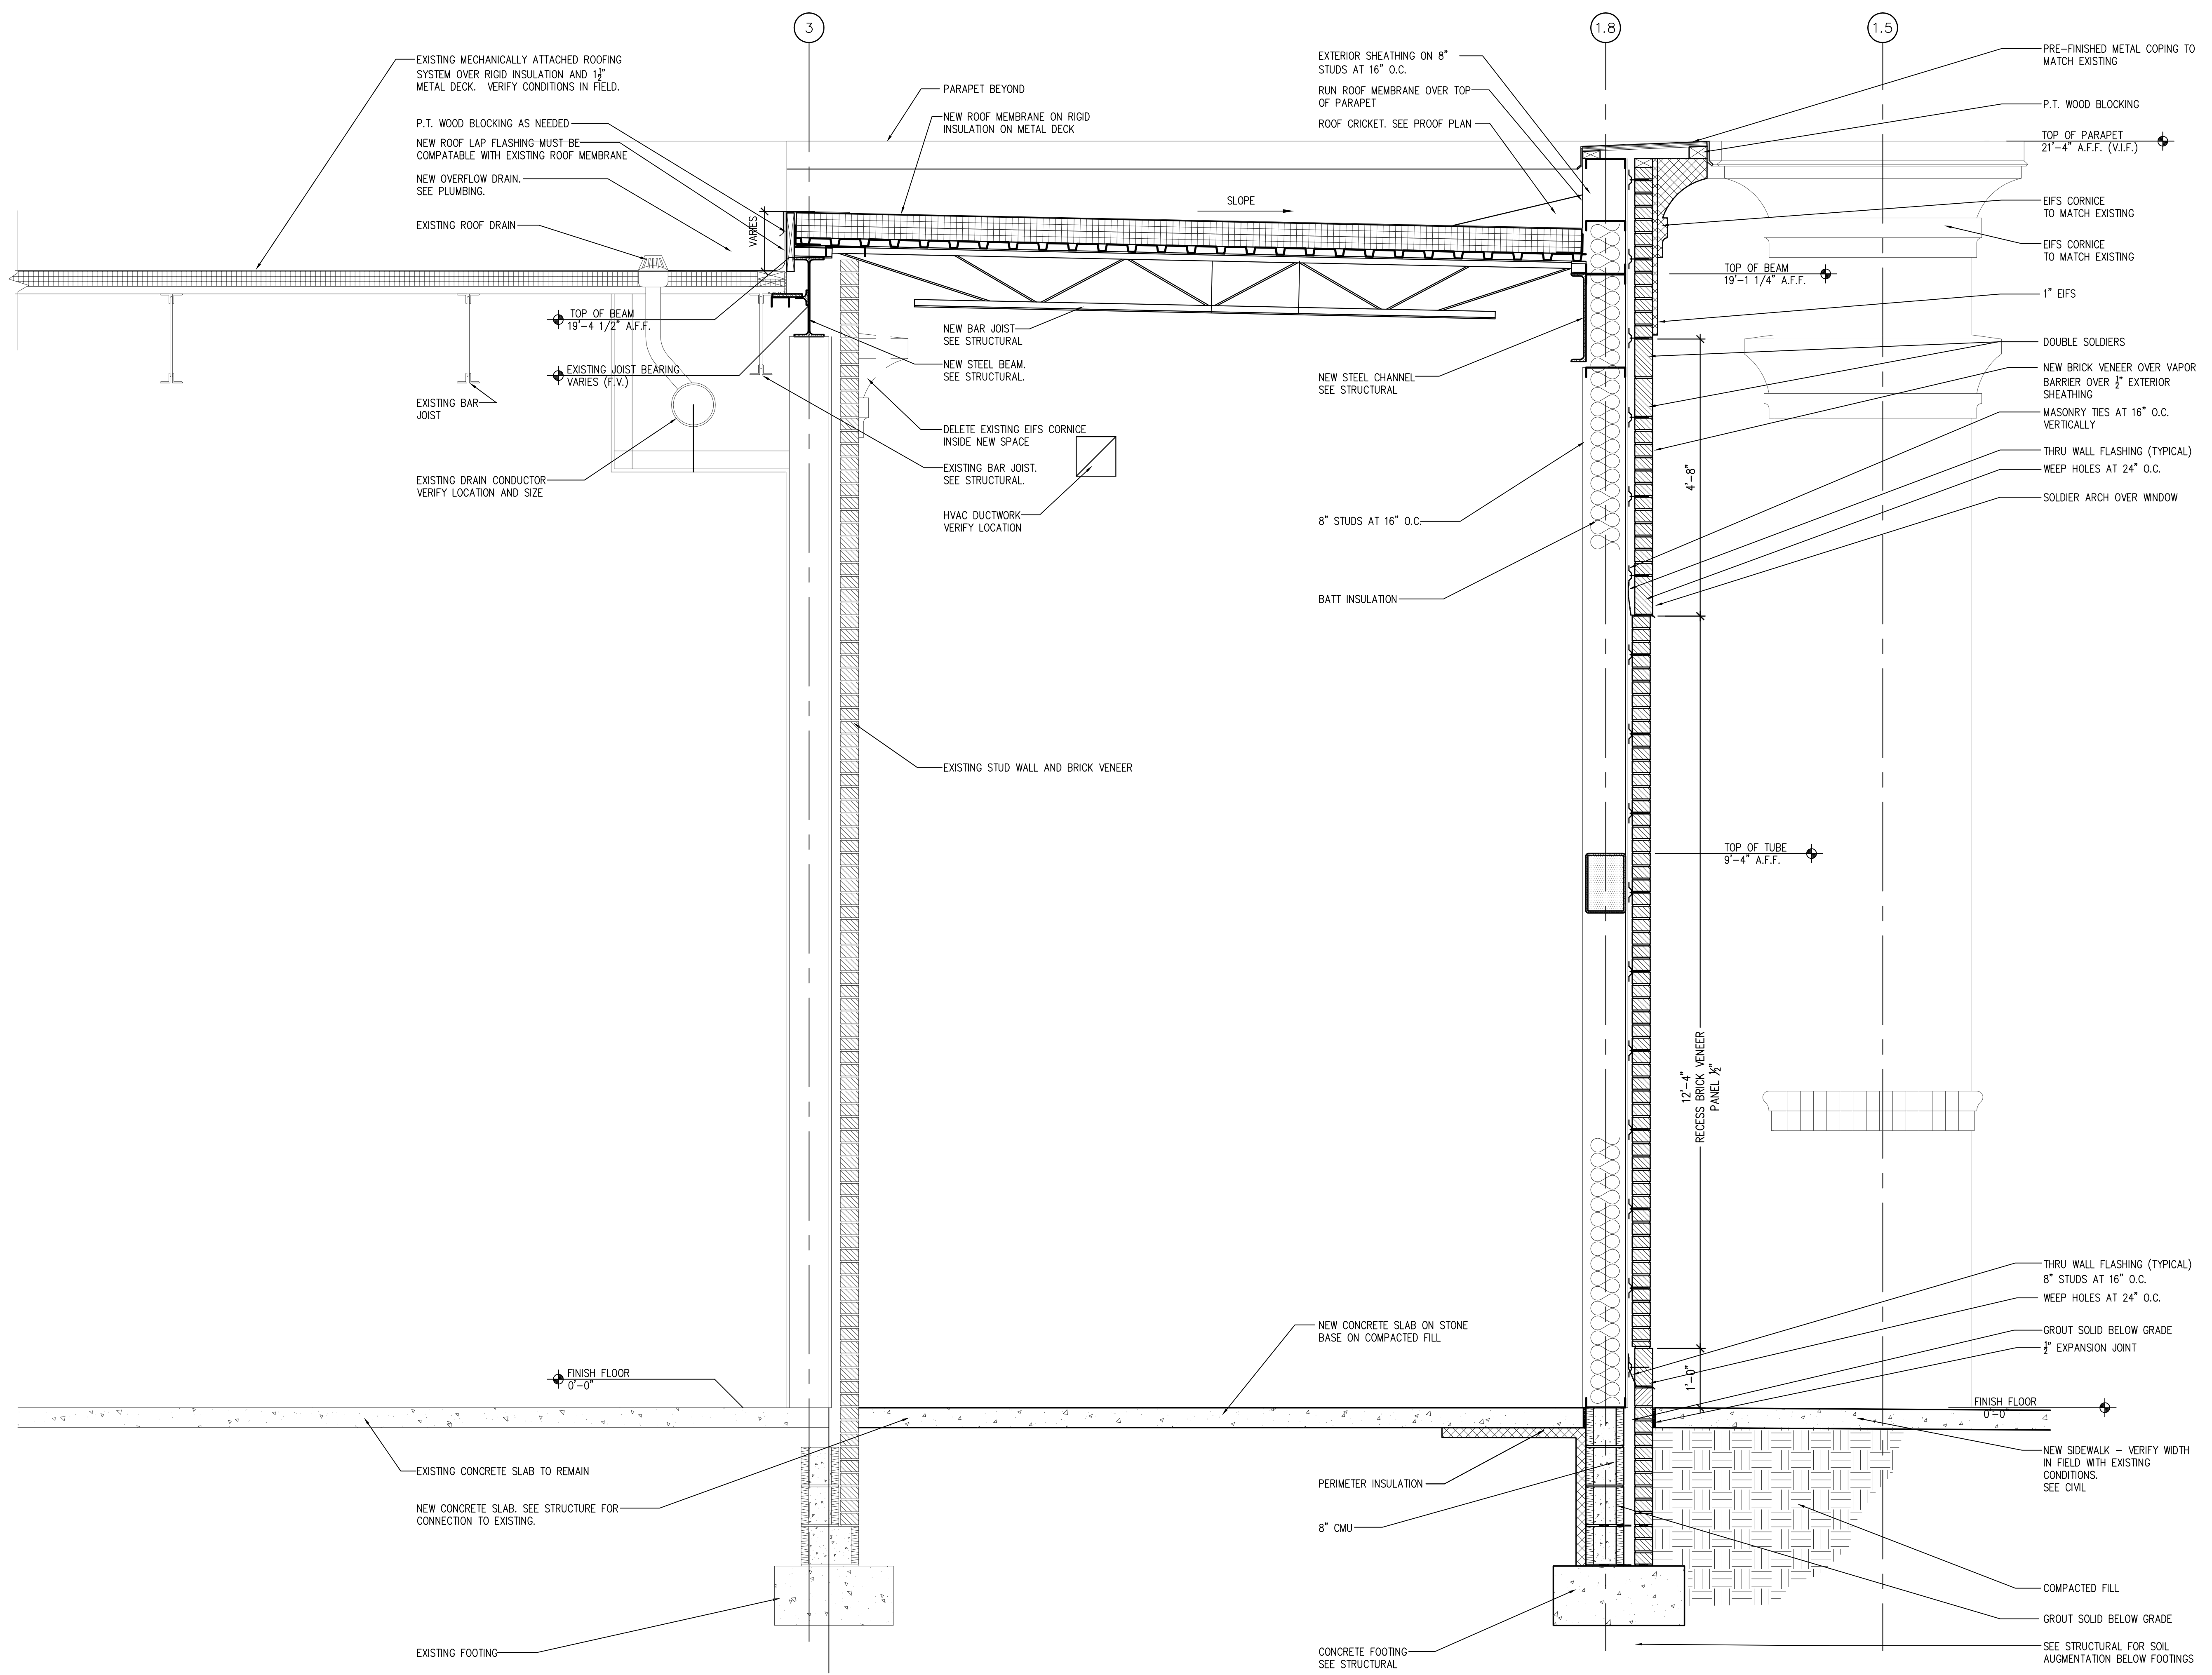 3
1.8
1.5
EXISTING MECHANICALLY ATTACHED ROOFING
SYSTEM OVER RIGID INSULATION AND 1½"
METAL DECK. VERIFY CONDITIONS IN FIELD.
P.T. WOOD BLOCKING AS NEEDED
NEW ROOF LAP FLASHING MUST BE
COMPATABLE WITH EXISTING ROOF MEMBRANE
NEW OVERFLOW DRAIN.
SEE PLUMBING.
EXISTING ROOF DRAIN
VARIES
TOP OF BEAM
19'-4 1/2" A.F.F.
EXISTING JOIST BEARING
VARIES (F.V.)
EXISTING BAR
JOIST
EXISTING DRAIN CONDUCTOR
VERIFY LOCATION AND SIZE
PARAPET BEYOND
NEW ROOF MEMBRANE ON RIGID
INSULATION ON METAL DECK
SLOPE
NEW BAR JOIST
SEE STRUCTURAL
NEW STEEL BEAM.
SEE STRUCTURAL.
DELETE EXISTING EIFS CORNICE
INSIDE NEW SPACE
EXISTING BAR JOIST.
SEE STRUCTURAL.
HVAC DUCTWORK
VERIFY LOCATION
EXISTING STUD WALL AND BRICK VENEER
EXTERIOR SHEATHING ON 8"
STUDS AT 16" O.C.
RUN ROOF MEMBRANE OVER TOP
OF PARAPET
ROOF CRICKET. SEE PROOF PLAN
NEW STEEL CHANNEL
SEE STRUCTURAL
8" STUDS AT 16" O.C.
BATT INSULATION
PRE-FINISHED METAL COPING TO
MATCH EXISTING
P.T. WOOD BLOCKING
TOP OF PARAPET
21'-4" A.F.F. (V.I.F.)
EIFS CORNICE
TO MATCH EXISTING
EIFS CORNICE
TO MATCH EXISTING
TOP OF BEAM
19'-1 1/4" A.F.F.
1" EIFS
DOUBLE SOLDIERS
NEW BRICK VENEER OVER VAPOR
BARRIER OVER ½" EXTERIOR
SHEATHING
MASONRY TIES AT 16" O.C.
VERTICALLY
THRU WALL FLASHING (TYPICAL)
WEEP HOLES AT 24" O.C.
SOLDIER ARCH OVER WINDOW
4'-8"
TOP OF TUBE
9'-4" A.F.F.
12'-4"
RECESS BRICK VENEER
PANEL ½"
1'-0"
THRU WALL FLASHING (TYPICAL)
8" STUDS AT 16" O.C.
WEEP HOLES AT 24" O.C.
GROUT SOLID BELOW GRADE
½" EXPANSION JOINT
FINISH FLOOR
0'-0"
NEW SIDEWALK - VERIFY WIDTH
IN FIELD WITH EXISTING
CONDITIONS.
SEE CIVIL
COMPACTED FILL
GROUT SOLID BELOW GRADE
SEE STRUCTURAL FOR SOIL
AUGMENTATION BELOW FOOTINGS
NEW CONCRETE SLAB ON STONE
BASE ON COMPACTED FILL
PERIMETER INSULATION
8" CMU
CONCRETE FOOTING
SEE STRUCTURAL
FINISH FLOOR
0'-0"
EXISTING CONCRETE SLAB TO REMAIN
NEW CONCRETE SLAB. SEE STRUCTURE FOR
CONNECTION TO EXISTING.
EXISTING FOOTING